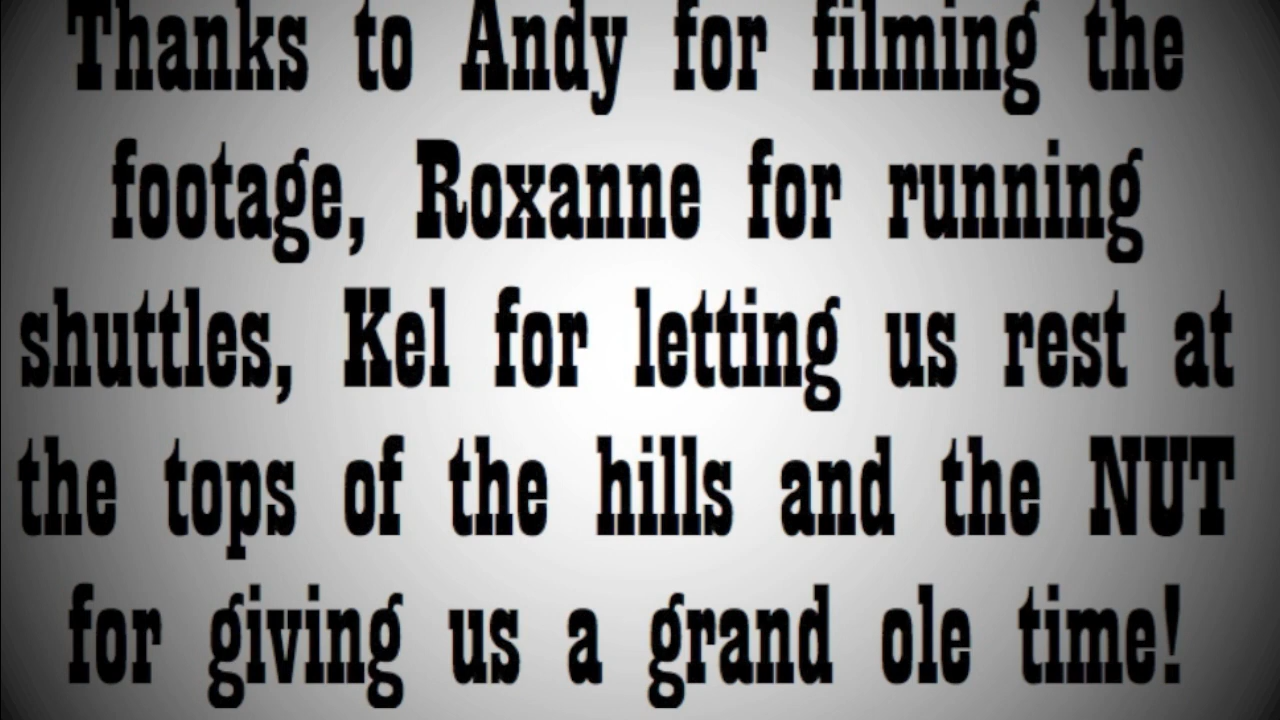 Thanks to Andy for filming the
footage, Roxanne for running
shuttles, Kel for letting us rest at
the tops of the hills and the NUT
for giving us a grand ole time!